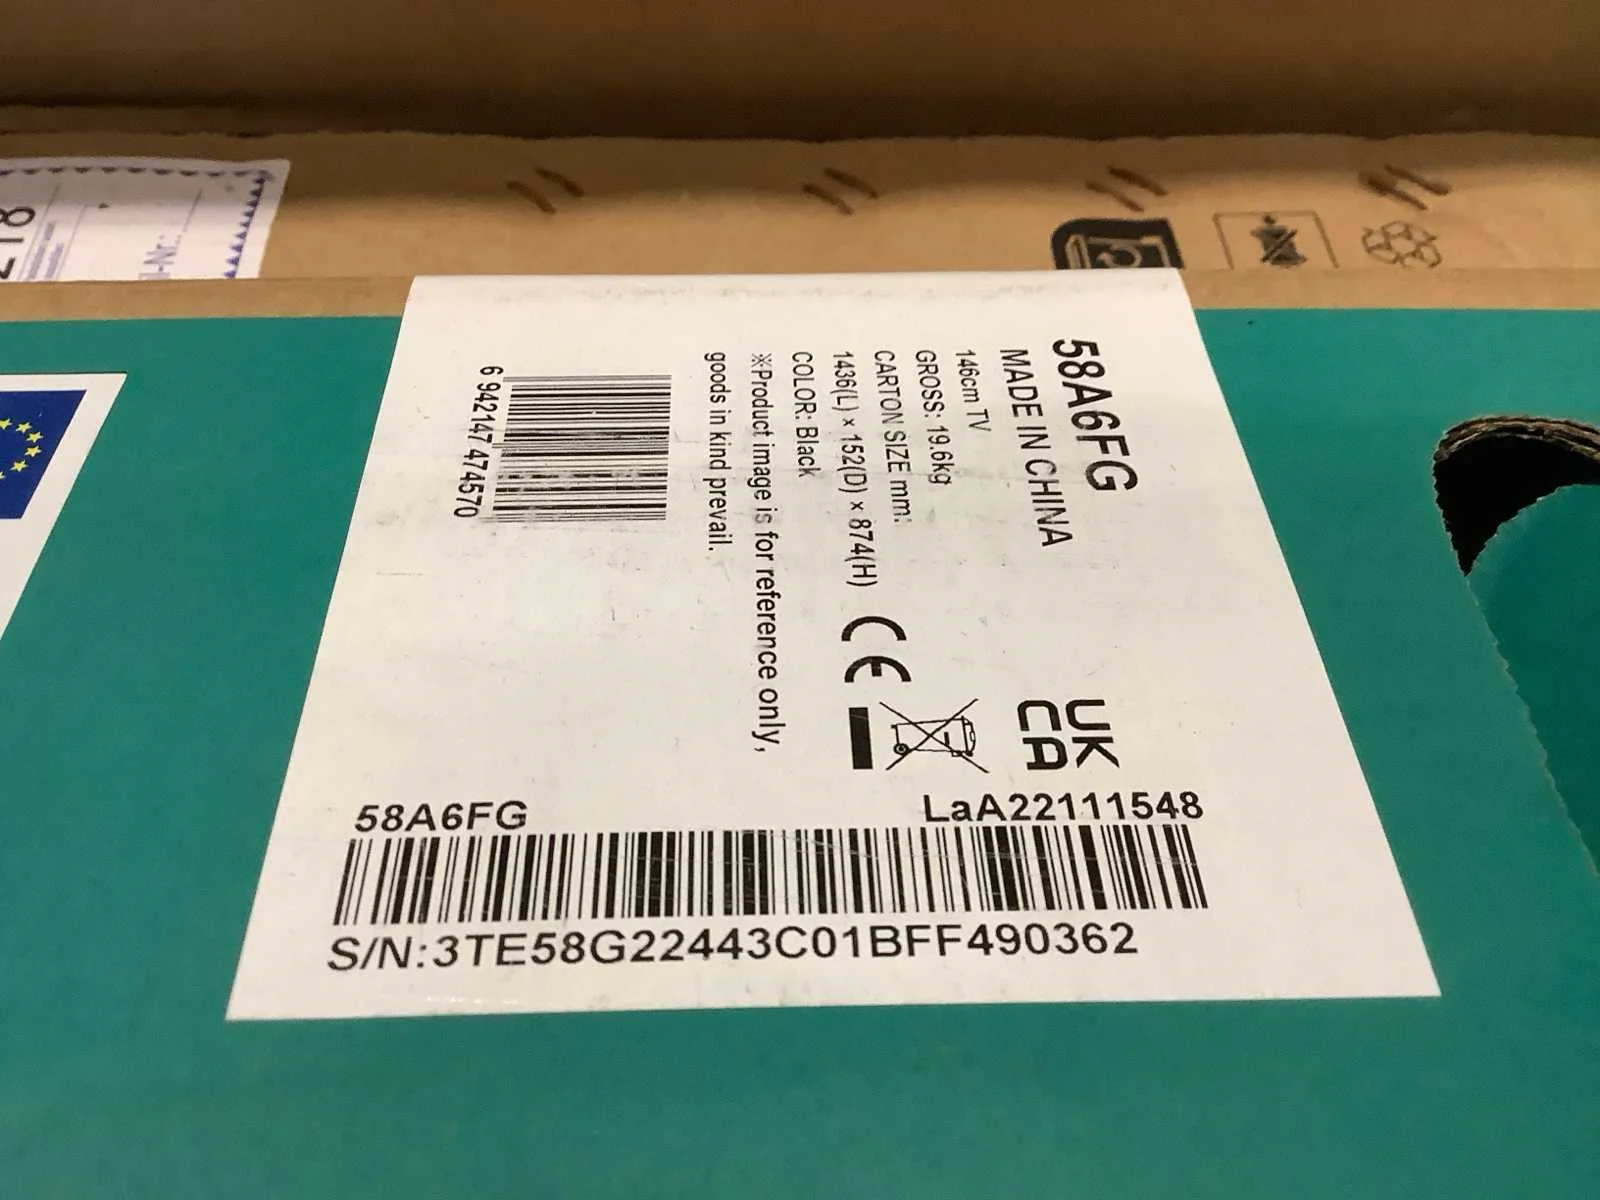 58A6FG
MADE IN CHINA
146cm TV
GROSS: 19.6kg
CARTON SIZE mm:
1436(L) × 152(D) × 874(H)
COLOR: Black
※Product image is for reference only,
goods in kind prevail.
6 942147 474570
CE
UK
CA
58A6FG
LaA22111548
S/N:3TE58G22443C01BFF490362